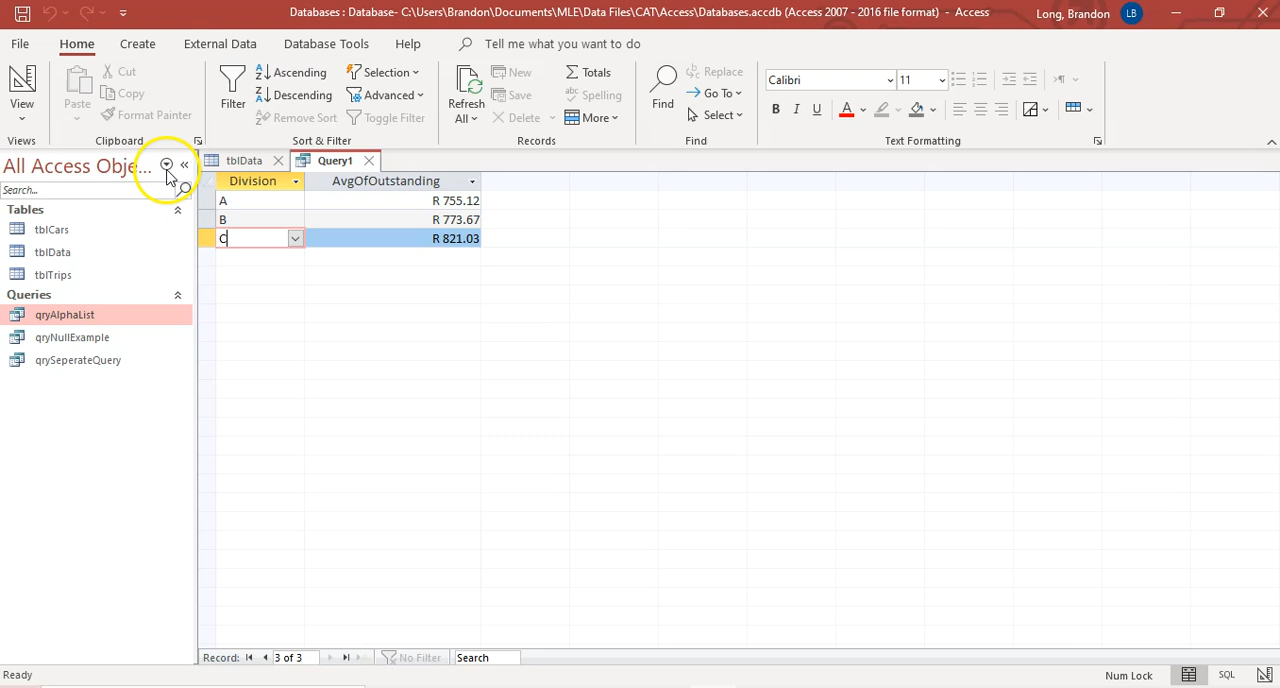 Databases : Database- C:\Users\Brandon\Documents\MLE\Data Files\CAT\Access\Databases.accdb (Access 2007 - 2016 file format) - Access
Long, Brandon
LB
File Home Create External Data Database Tools Help Tell me what you want to do
View
Views
Paste
Cut
Copy
Format Painter
Clipboard
Filter
Ascending
Descending
Remove Sort
Selection
Advanced
Toggle Filter
Sort & Filter
Refresh
All
New
Save
Delete
Totals
Spelling
More
Records
Find
Replace
Go To
Select
Find
Calibri
11
B I U A
Text Formatting
All Access Obje...
Search...
Tables
tblCars
tblData
tblTrips
Queries
qryAlphaList
qryNullExample
qrySeperateQuery
tblData
Query1
Division AvgOfOutstanding
A R 755.12
B R 773.67
C R 821.03
Record: 3 of 3 No Filter Search
Ready
Num Lock
SQL